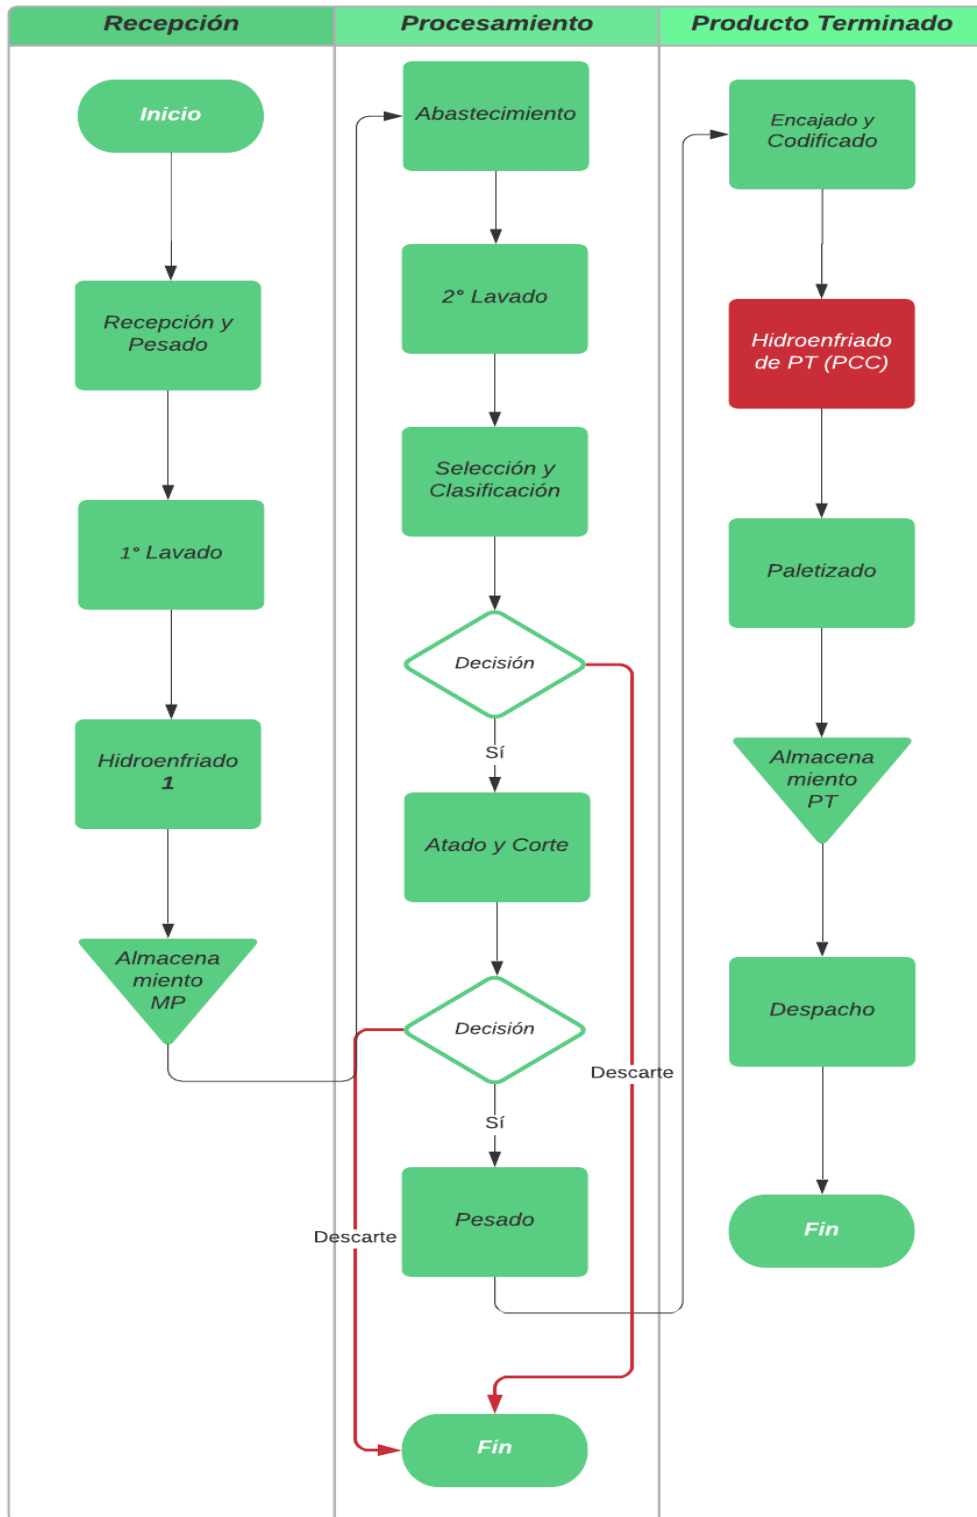 Recepción
Procesamiento
Producto Terminado
Inicio
Recepción y
Pesado
1° Lavado
Hidroenfriado
1
Almacena
miento
MP
Abastecimiento
2° Lavado
Selección y
Clasificación
Decisión
Sí
Atado y Corte
Decisión
Descarte
Sí
Descarte
Pesado
Fin
Encajado y
Codificado
Hidroenfriado
de PT (PCC)
Paletizado
Almacena
miento
PT
Despacho
Fin